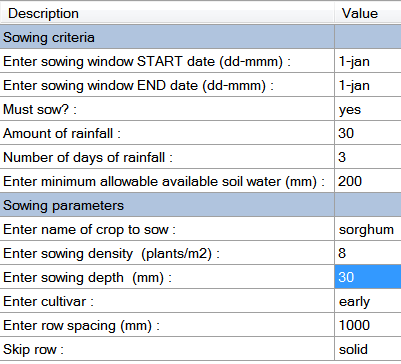 Description Value
Sowing criteria
Enter sowing window START date (dd-mmm) : 1-jan
Enter sowing window END date (dd-mmm) : 1-jan
Must sow? : yes
Amount of rainfall : 30
Number of days of rainfall : 3
Enter minimum allowable available soil water (mm) : 200
Sowing parameters
Enter name of crop to sow : sorghum
Enter sowing density (plants/m2) : 8
Enter sowing depth (mm) : 30
Enter cultivar : early
Enter row spacing (mm) : 1000
Skip row : solid